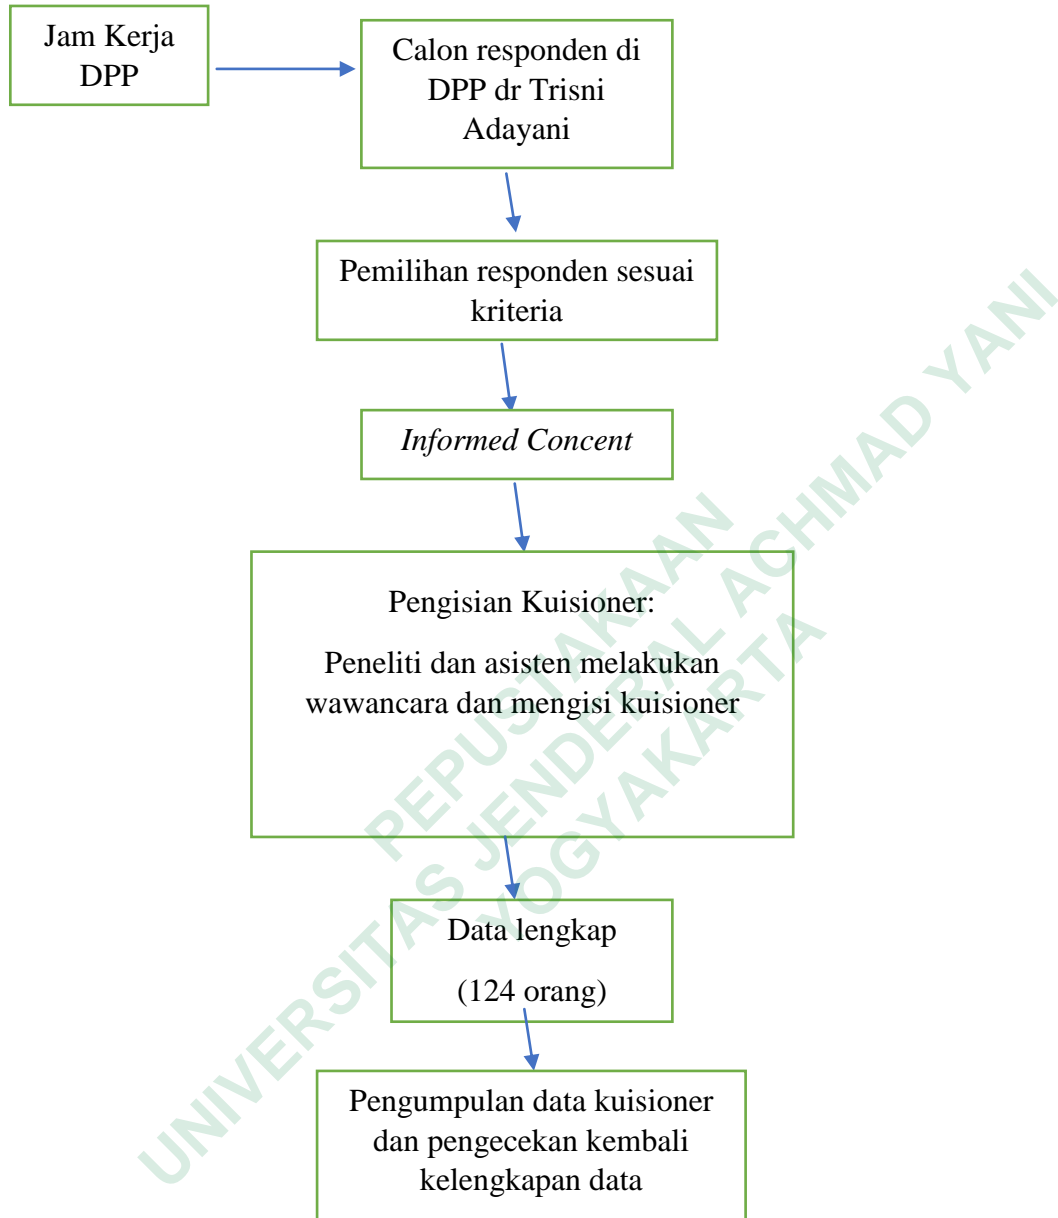 Jam Kerja
DPP
Calon responden di
DPP dr Trisni
Adayani
Pemilihan responden sesuai
kriteria
Informed Concent
Pengisian Kuisioner:
Peneliti dan asisten melakukan
wawancara dan mengisi kuisioner
Data lengkap
(124 orang)
Pengumpulan data kuisioner
dan pengecekan kembali
kelengkapan data
PEPUSTAKAAN
UNIVERSITAS JENDERAL ACHMAD YANI
YOGYAKARTA